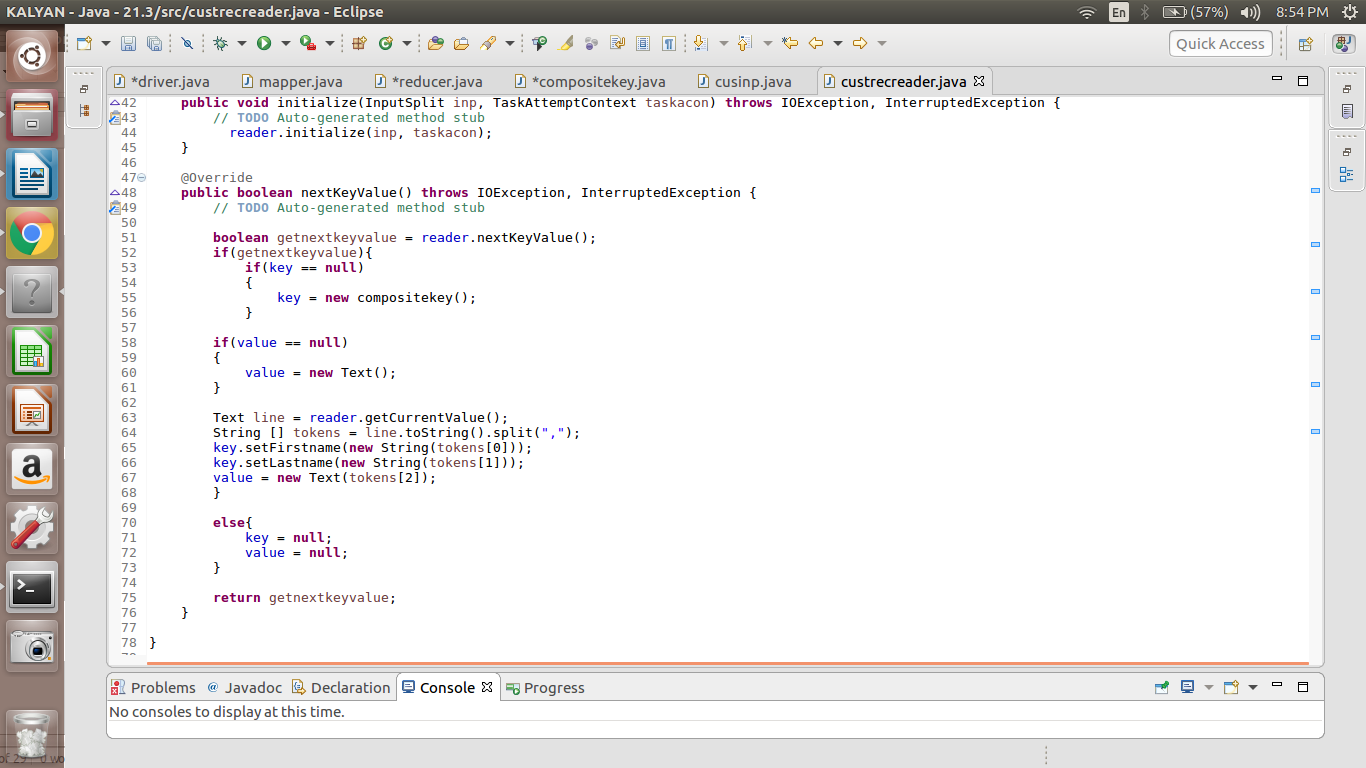 KALYAN - Java - 21.3/src/custrecreader.java - Eclipse
En
(57%)
8:54 PM
Quick Access
*driver.java
mapper.java
*reducer.java
*compositekey.java
cusinp.java
custrecreader.java
42 public void initialize(InputSplit inp, TaskAttemptContext taskacon) throws IOException, InterruptedException {
43 // TODO Auto-generated method stub
44 reader.initialize(inp, taskacon);
45 }
46
47 @Override
48 public boolean nextKeyValue() throws IOException, InterruptedException {
49 // TODO Auto-generated method stub
50
51 boolean getnextkeyvalue = reader.nextKeyValue();
52 if(getnextkeyvalue){
53 if(key == null)
54 {
55 key = new compositekey();
56 }
57
58 if(value == null)
59 {
60 value = new Text();
61 }
62
63 Text line = reader.getCurrentValue();
64 String [] tokens = line.toString().split(",");
65 key.setFirstname(new String(tokens[0]));
66 key.setLastname(new String(tokens[1]));
67 value = new Text(tokens[2]);
68 }
69
70 else{
71 key = null;
72 value = null;
73 }
74
75 return getnextkeyvalue;
76 }
77
78 }
Problems
@ Javadoc
Declaration
Console
Progress
No consoles to display at this time.